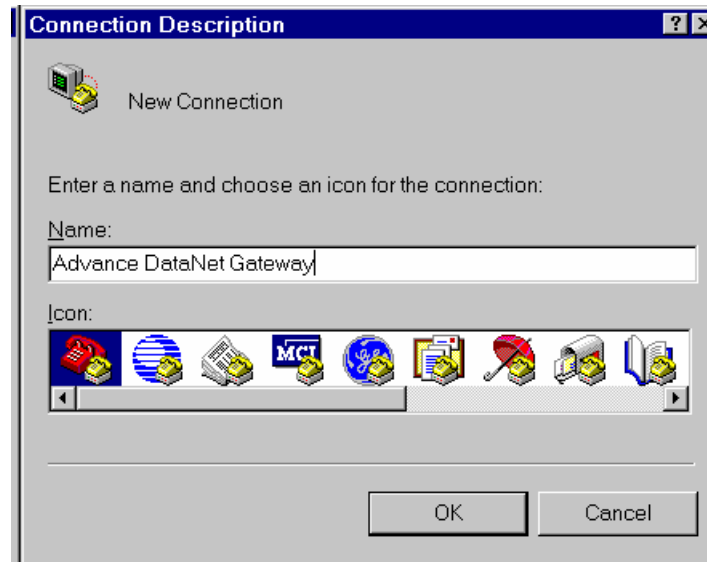 Connection Description
New Connection
Enter a name and choose an icon for the connection:
Name:
Advance DataNet Gateway
Icon:
MCI
OK
Cancel